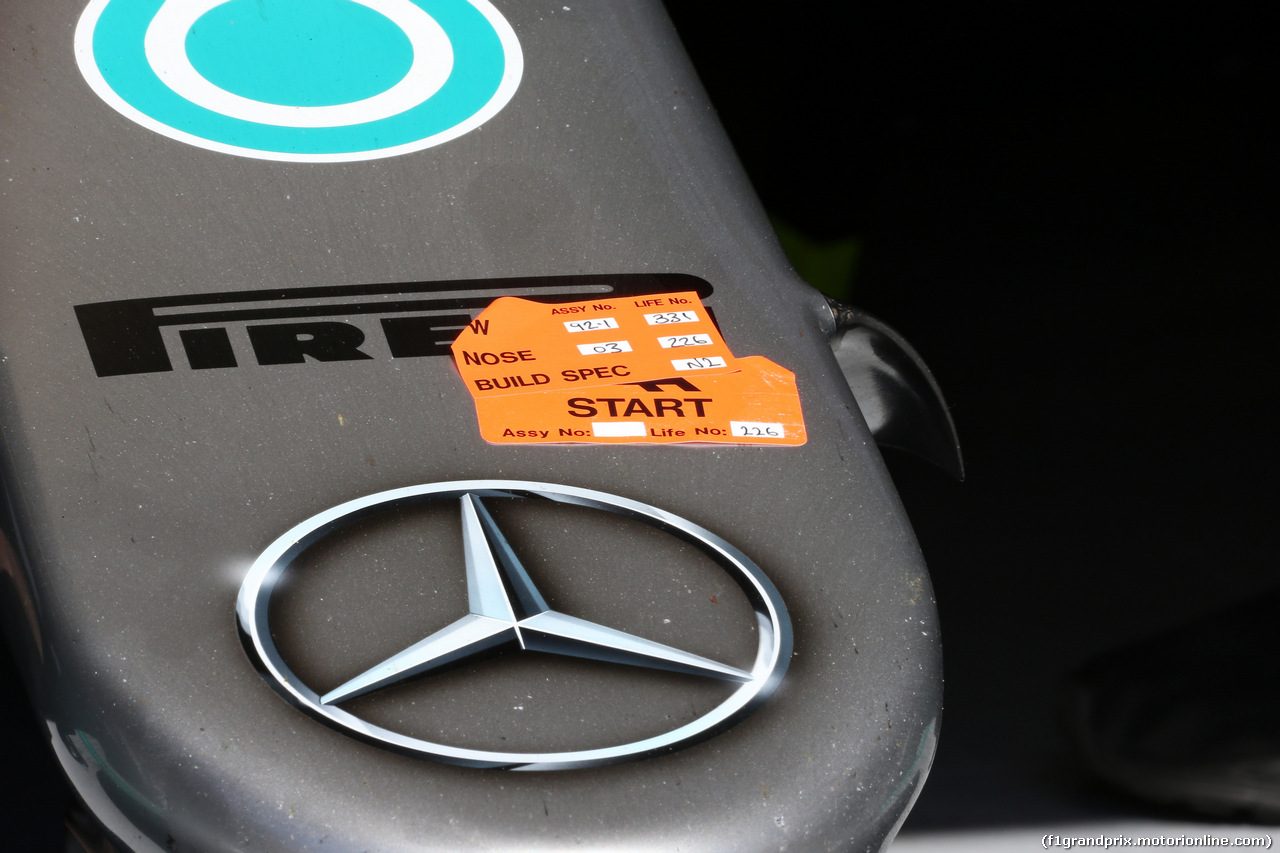 PIRE
ASSY No. LIFE No.
W 92-1 331
NOSE 03 226
BUILD SPEC N2
START
Assy No: Life No: 226
(f1grandprix.motorionline.com)